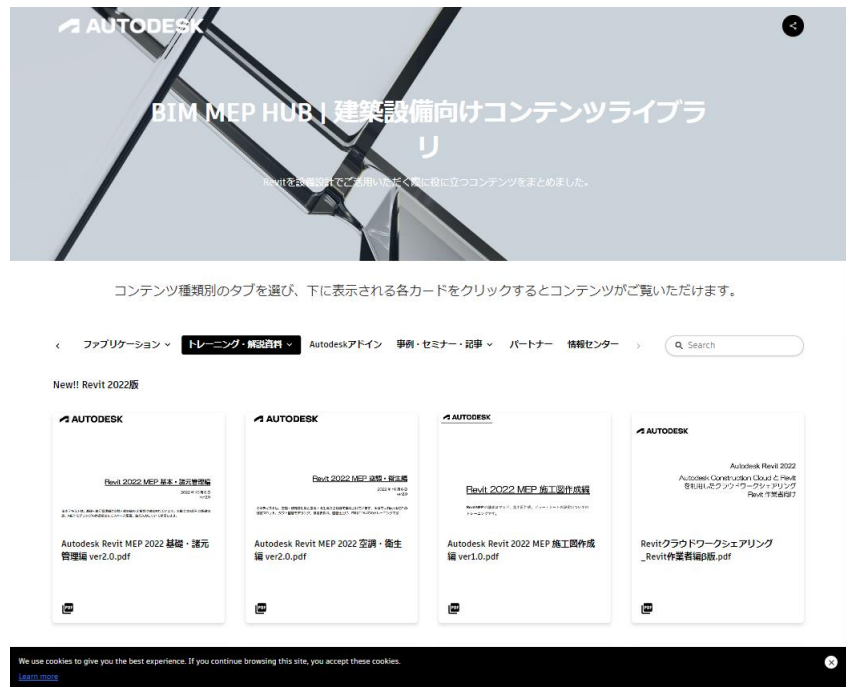 AUTODESK
BIM MEP HUB | 建築設備向けコンテンツライブラ
リ
Revitを設備設計でご活用いただく際に役に立つコンテンツをまとめました。
コンテンツ種類別のタブを選び、下に表示される各カードをクリックするとコンテンツがご覧いただけます。
ファブリケーション トレーニング・解説資料 Autodeskアドイン 事例・セミナー・記事 パートナー 情報センター Search
New!! Revit 2022版
AUTODESK
Revit 2022 MEP 基本・諸元管理編
ver2.0
Autodesk Revit MEP 2022 基礎・諸元
管理編 ver2.0.pdf
PDF
AUTODESK
Revit 2022 MEP 空調・衛生編
ver2.0
Autodesk Revit MEP 2022 空調・衛生
編 ver2.0.pdf
PDF
AUTODESK
Revit 2022 MEP 施工図作成編
Autodesk Revit MEP 2022 MEP 施工図作成
編 ver1.0.pdf
PDF
AUTODESK
Autodesk Revit 2022
Autodesk Construction Cloud と Revit
を利用したクラウドワークシェアリング
Revit 作業者向け
Revitクラウドワークシェアリング
_Revit作業者編β版.pdf
PDF
We use cookies to give you the best experience. If you continue browsing this site, you accept these cookies.
Learn more